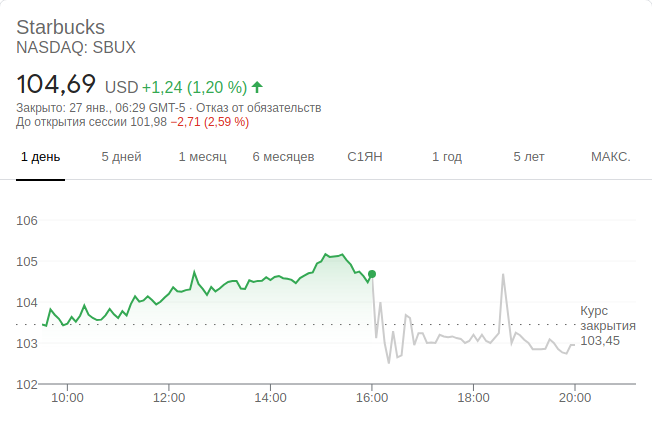 Starbucks
NASDAQ: SBUX
104,69 USD +1,24 (1,20 %)
Закрыто: 27 янв., 06:29 GMT-5 · Отказ от обязательств
До открытия сессии 101,98 −2,71 (2,59 %)
1 день 5 дней 1 месяц 6 месяцев С1ЯН 1 год 5 лет МАКС.
106
105
104
Курс
закрытия
103,45
103
102
10:00 12:00 14:00 16:00 18:00 20:00